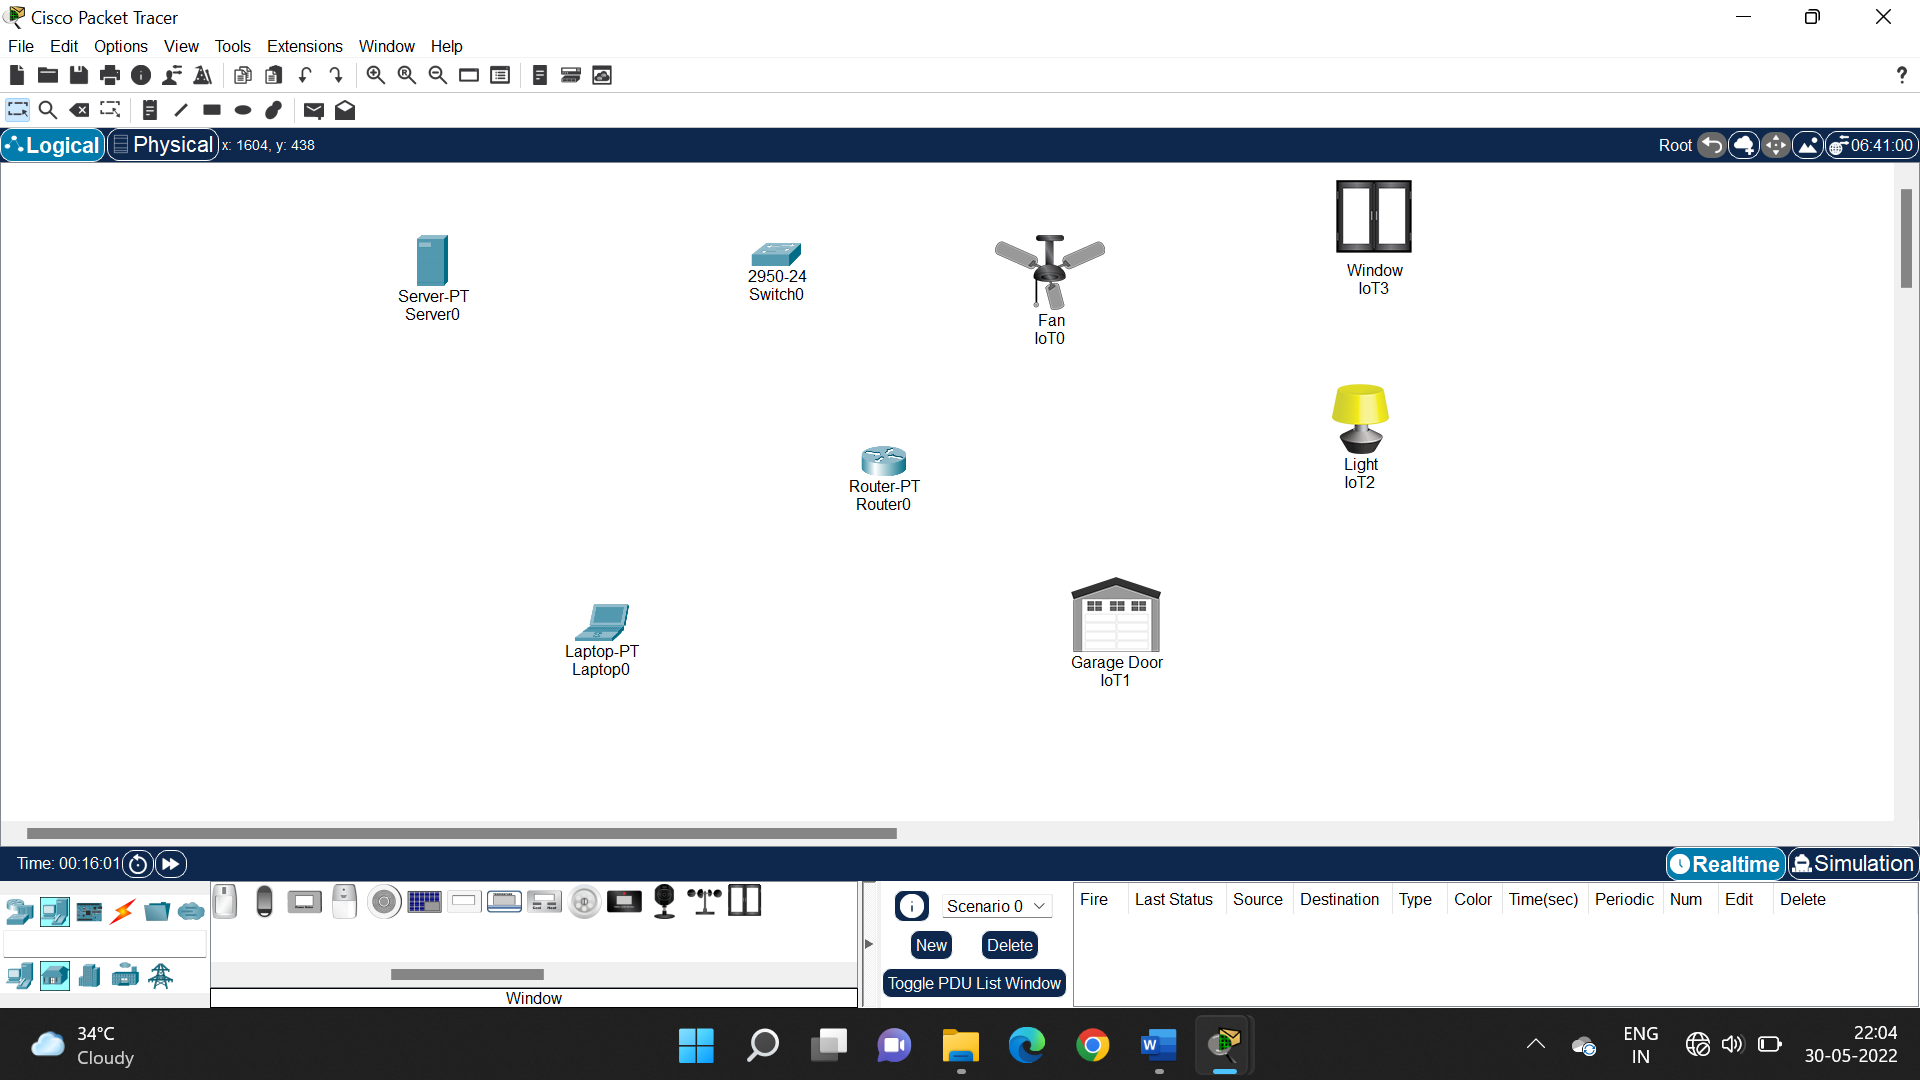 Cisco Packet Tracer
File Edit Options View Tools Extensions Window Help
?
Logical Physical x: 1604, y: 438 Root 06:41:00
Server-PT
Server0
2950-24
Switch0
Fan
IoT0
Window
IoT3
Light
IoT2
Router-PT
Router0
Laptop-PT
Laptop0
Garage Door
IoT1
Time: 00:16:01 Realtime Simulation
Scenario 0
New Delete
Toggle PDU List Window
Fire Last Status Source Destination Type Color Time(sec) Periodic Num Edit Delete
Window
34°C
Cloudy
ENG
IN
22:04
30-05-2022